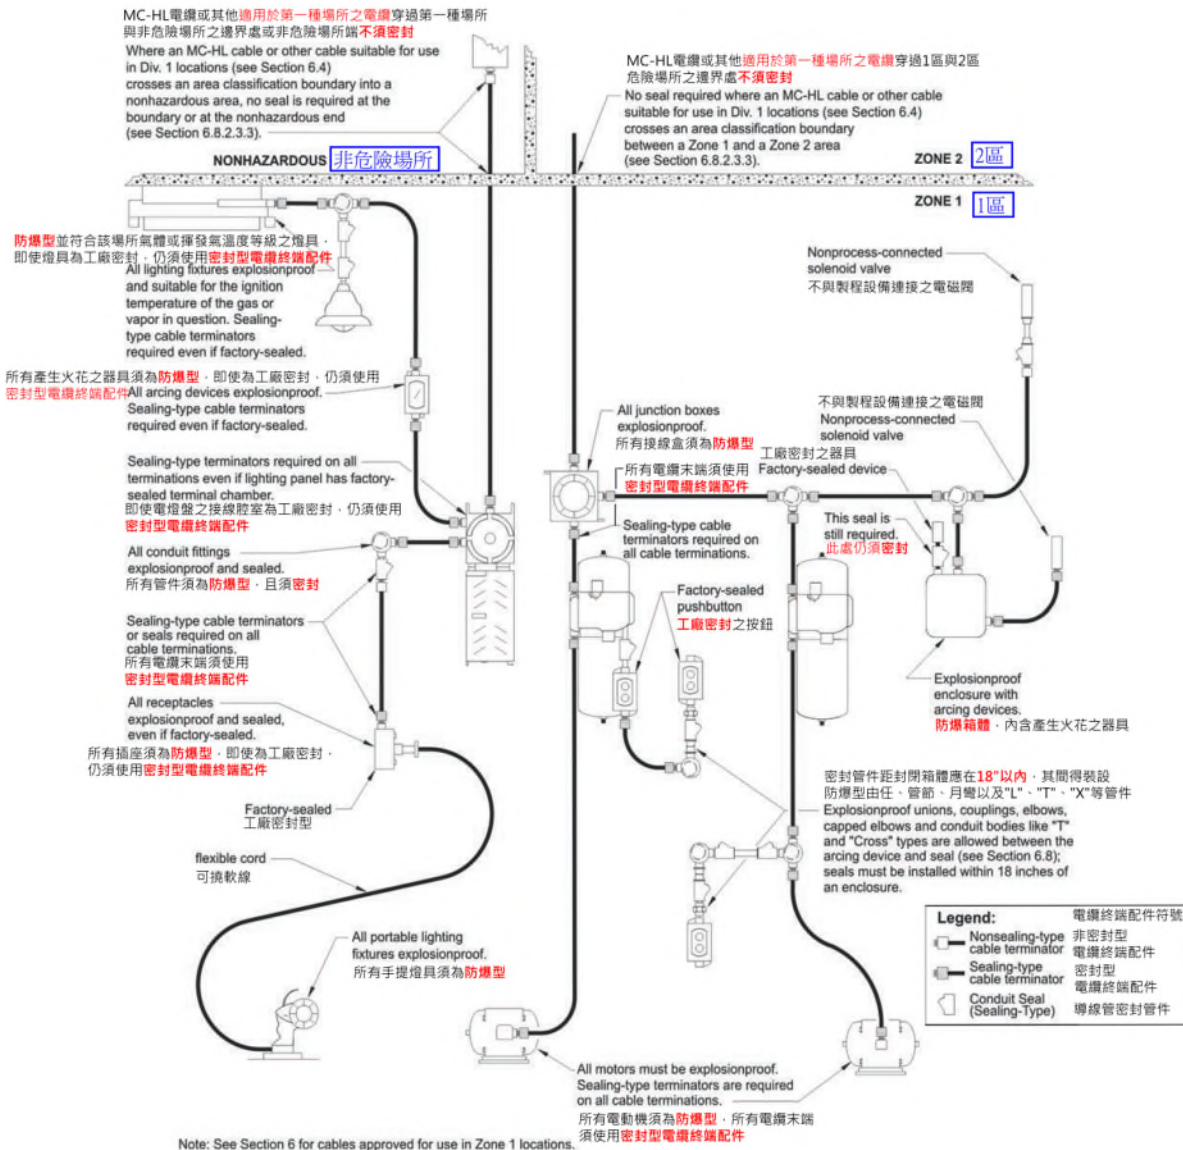 MC-HL電纜或其他適用於第一種場所之電纜穿過第一種場所
與非危險場所之邊界處或非危險場所端不須密封
Where an MC-HL cable or other cable suitable for use
in Div. 1 locations (see Section 6.4)
crosses an area classification boundary into a
nonhazardous area, no seal is required at the
boundary or at the nonhazardous end
(see Section 6.8.2.3.3).
MC-HL電纜或其他適用於第一種場所之電纜穿過1區與2區
危險場所之邊界處不須密封
No seal required where an MC-HL cable or other cable
suitable for use in Div. 1 locations (see Section 6.4)
crosses an area classification boundary
between a Zone 1 and a Zone 2 area
(see Section 6.8.2.3.3).
NONHAZARDOUS 非危險場所
ZONE 2 2區
ZONE 1 1區
防爆型並符合該場所氣體或揮發氣溫度等級之燈具，
即使燈具為工廠密封，仍須使用密封型電纜終端配件
All lighting fixtures explosionproof
and suitable for the ignition
temperature of the gas or
vapor in question. Sealing-
type cable terminators
required even if factory-sealed.
Nonprocess-connected
solenoid valve
不與製程設備連接之電磁閥
所有產生火花之器具須為防爆型，即使為工廠密封，仍須使用
密封型電纜終端配件
All arcing devices explosionproof.
Sealing-type cable terminators
required even if factory-sealed.
All junction boxes
explosionproof.
所有接線盒須為防爆型
不與製程設備連接之電磁閥
Nonprocess-connected
solenoid valve
工廠密封之器具
Factory-sealed device
Sealing-type terminators required on all
terminations even if lighting panel has factory-
sealed terminal chamber.
即使電燈盤之接線腔室為工廠密封，仍須使用
密封型電纜終端配件
所有電纜末端須使用
密封型電纜終端配件
Sealing-type cable
terminators required on
all cable terminations.
This seal is
still required.
此處仍須密封
All conduit fittings
explosionproof and sealed.
所有管件須為防爆型，且須密封
Factory-sealed
pushbutton
工廠密封之按鈕
Sealing-type cable terminators
or seals required on all
cable terminations.
所有電纜末端須使用
密封型電纜終端配件
Explosionproof
enclosure with
arcing devices.
防爆箱體，內含產生火花之器具
All receptacles
explosionproof and sealed,
even if factory-sealed.
所有插座須為防爆型，即使為工廠密封，
仍須使用密封型電纜終端配件
Factory-sealed
工廠密封型
密封管件距封閉箱體應在18"以內，其間得裝設
防爆型由任、管節、月彎以及"L"、"T"、"X"等管件
Explosionproof unions, couplings, elbows,
capped elbows and conduit bodies like "T"
and "Cross" types are allowed between the
arcing device and seal (see Section 6.8);
seals must be installed within 18 inches of
an enclosure.
flexible cord
可撓軟線
All portable lighting
fixtures explosionproof.
所有手提燈具須為防爆型
Legend: 電纜終端配件符號
Nonsealing-type 非密封型
cable terminator 電纜終端配件
Sealing-type 密封型
cable terminator 電纜終端配件
Conduit Seal
(Sealing-Type) 導線管密封管件
All motors must be explosionproof.
Sealing-type terminators are required
on all cable terminations.
所有電動機須為防爆型，所有電纜末端
須使用密封型電纜終端配件
Note: See Section 6 for cables approved for use in Zone 1 locations.